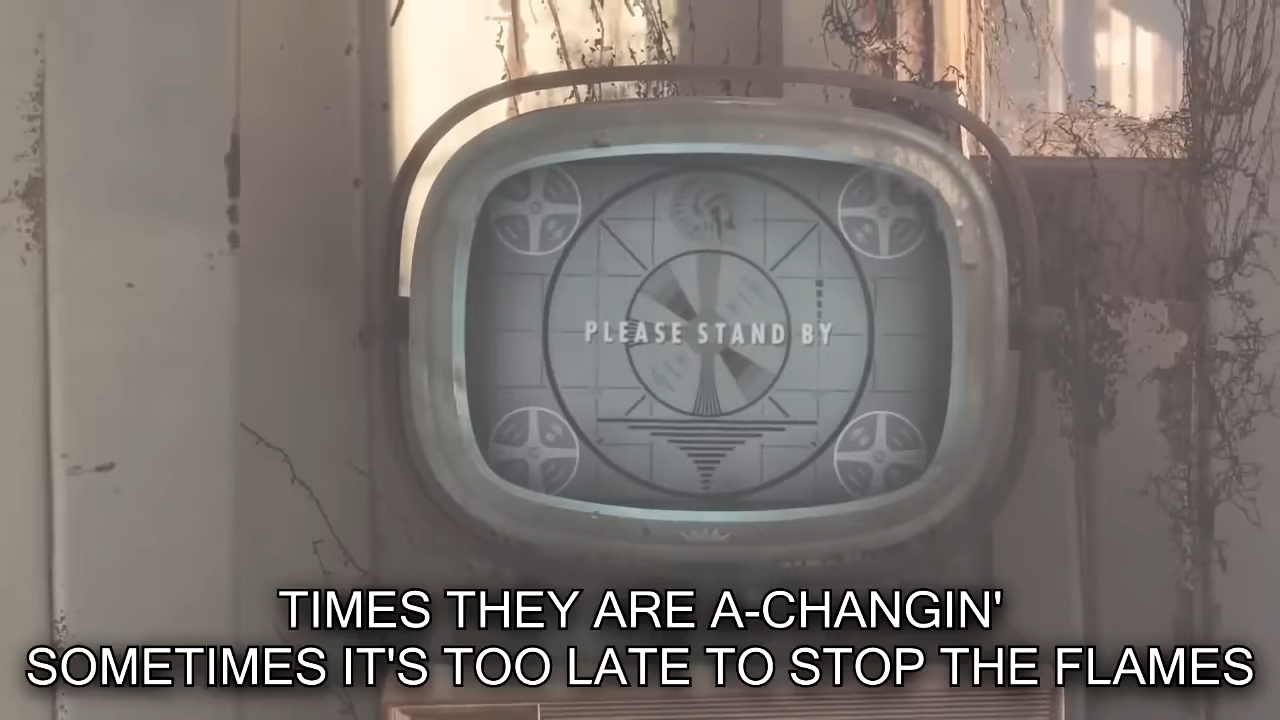 PLEASE STAND BY
TIMES THEY ARE A-CHANGIN'
SOMETIMES IT'S TOO LATE TO STOP THE FLAMES